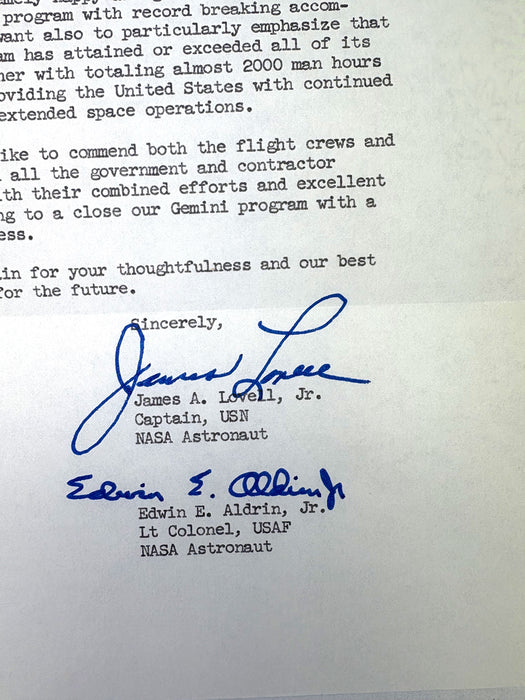 program with record breaking accom-
want also to particularly emphasize that
am has attained or exceeded all of its
her with totaling almost 2000 man hours
oviding the United States with continued
extended space operations.
ike to commend both the flight crews and
all the government and contractor
th their combined efforts and excellent
ng to a close our Gemini program with a
ess.
in for your thoughtfulness and our best
for the future.
Sincerely,
James Lovell
James A. Lovell, Jr.
Captain, USN
NASA Astronaut
Edwin E. Aldrin Jr
Edwin E. Aldrin, Jr.
Lt Colonel, USAF
NASA Astronaut